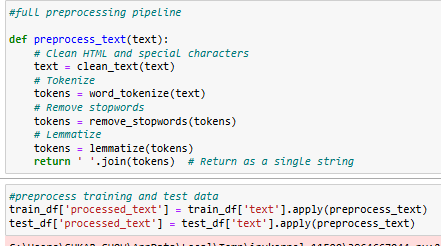 #full preprocessing pipeline
def preprocess_text(text):
# Clean HTML and special characters
text = clean_text(text)
# Tokenize
tokens = word_tokenize(text)
# Remove stopwords
tokens = remove_stopwords(tokens)
# Lemmatize
tokens = lemmatize(tokens)
return ' '.join(tokens)  # Return as a single string
#preprocess training and test data
train_df['processed_text'] = train_df['text'].apply(preprocess_text)
test_df['processed_text'] = test_df['text'].apply(preprocess_text)